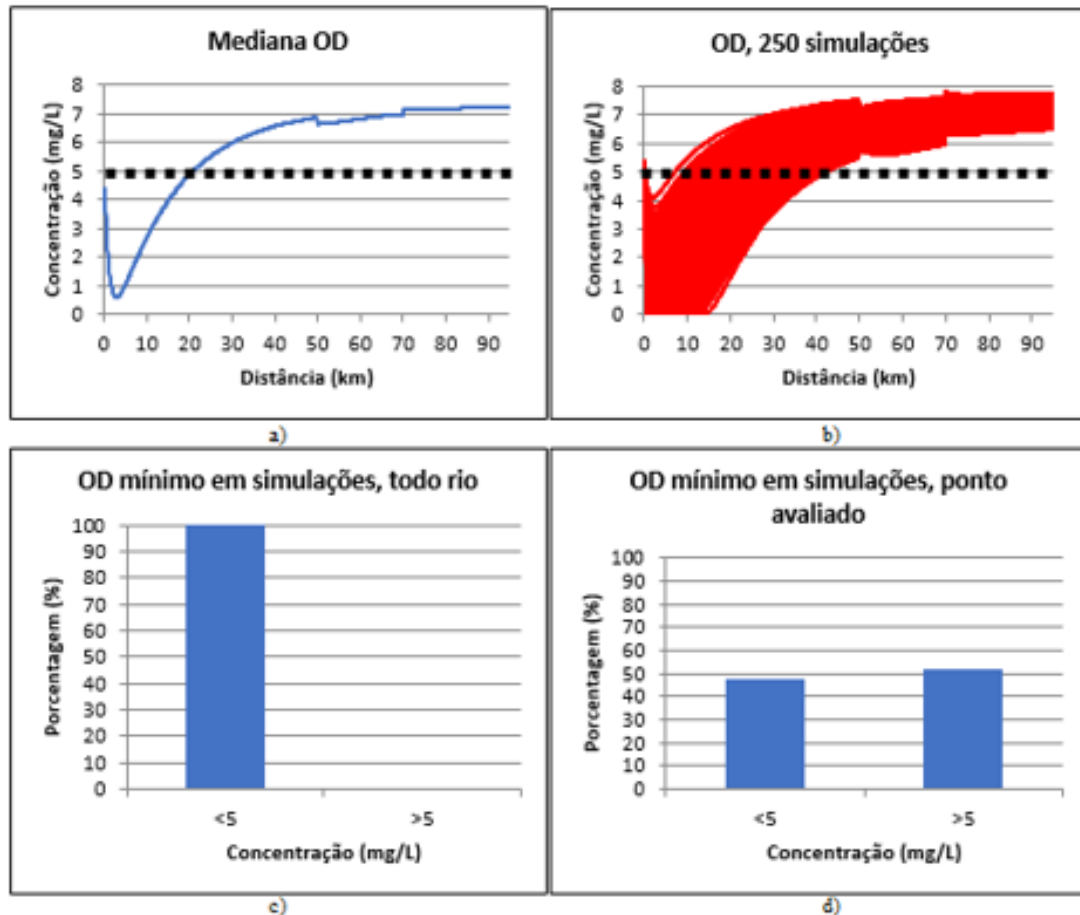 Mediana OD
Concentração (mg/L)
8
7
6
5
4
3
2
1
0
0 10 20 30 40 50 60 70 80 90
Distância (km)
a)
OD, 250 simulações
Concentração (mg/L)
8
7
6
5
4
3
2
1
0
0 10 20 30 40 50 60 70 80 90
Distância (km)
b)
OD mínimo em simulações, todo rio
Porcentagem (%)
100
90
80
70
60
50
40
30
20
10
0
<5 >5
Concentração (mg/L)
c)
OD mínimo em simulações, ponto
avaliado
Porcentagem (%)
100
90
80
70
60
50
40
30
20
10
0
<5 >5
Concentração (mg/L)
d)